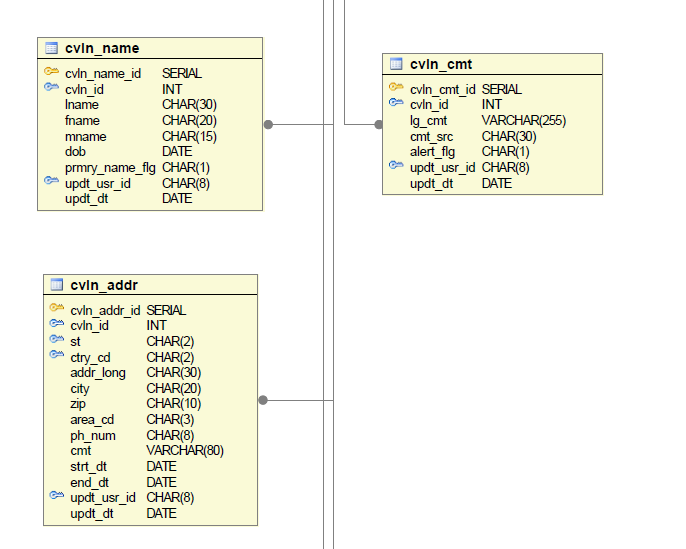 cvln_name
cvln_name_id SERIAL
cvln_id INT
lname CHAR(30)
fname CHAR(20)
mname CHAR(15)
dob DATE
prmry_name_flg CHAR(1)
updt_usr_id CHAR(8)
updt_dt DATE
cvln_cmt
cvln_cmt_id SERIAL
cvln_id INT
lg_cmt VARCHAR(255)
cmt_src CHAR(30)
alert_flg CHAR(1)
updt_usr_id CHAR(8)
updt_dt DATE
cvln_addr
cvln_addr_id SERIAL
cvln_id INT
st CHAR(2)
ctry_cd CHAR(2)
addr_long CHAR(30)
city CHAR(20)
zip CHAR(10)
area_cd CHAR(3)
ph_num CHAR(8)
cmt VARCHAR(80)
strt_dt DATE
end_dt DATE
updt_usr_id CHAR(8)
updt_dt DATE